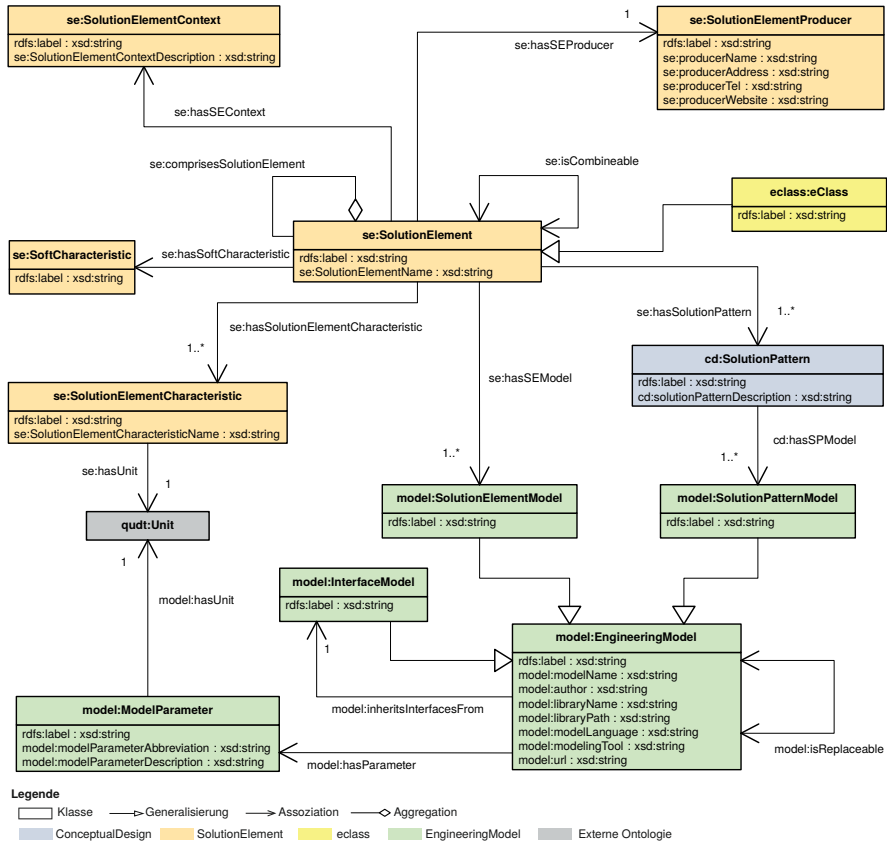 se:SolutionElementContext
rdfs:label : xsd:string
se:SolutionElementContextDescription : xsd:string
1
se:hasSEProducer
se:SolutionElementProducer
rdfs:label : xsd:string
se:producerName : xsd:string
se:producerAddress : xsd:string
se:producerTel : xsd:string
se:producerWebsite : xsd:string
se:hasSEContext
se:comprisesSolutionElement
se:isCombineable
eclass:eClass
rdfs:label : xsd:string
se:SolutionElement
rdfs:label : xsd:string
se:SolutionElementName : xsd:string
se:SoftCharacteristic
rdfs:label : xsd:string
se:hasSoftCharacteristic
se:hasSolutionElementCharacteristic
1..*
se:hasSolutionPattern
1..*
cd:SolutionPattern
rdfs:label : xsd:string
cd:solutionPatternDescription : xsd:string
se:hasSEModel
1..*
se:SolutionElementCharacteristic
rdfs:label : xsd:string
se:SolutionElementCharacteristicName : xsd:string
cd:hasSPModel
1..*
se:hasUnit
1
model:SolutionElementModel
rdfs:label : xsd:string
model:SolutionPatternModel
rdfs:label : xsd:string
qudt:Unit
1
model:hasUnit
model:InterfaceModel
rdfs:label : xsd:string
1
model:inheritsInterfacesFrom
model:EngineeringModel
rdfs:label : xsd:string
model:modelName : xsd:string
model:author : xsd:string
model:libraryName : xsd:string
model:libraryPath : xsd:string
model:modelLanguage : xsd:string
model:modelingTool : xsd:string
model:url : xsd:string
model:isReplaceable
model:ModelParameter
rdfs:label : xsd:string
model:modelParameterAbbreviation : xsd:string
model:modelParameterDescription : xsd:string
model:hasParameter
Legende
Klasse
Generalisierung
Assoziation
Aggregation
ConceptualDesign
SolutionElement
eclass
EngineeringModel
Externe Ontologie